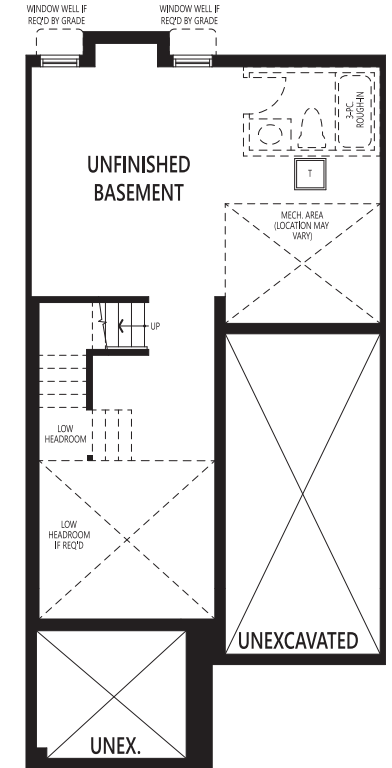 WINDOW WELL IF
REQ'D BY GRADE
WINDOW WELL IF
REQ'D BY GRADE
3-PC.
ROUGH-IN
UNFINISHED
BASEMENT
T
MECH. AREA
(LOCATION MAY
VARY)
UP
LOW
HEADROOM
LOW
HEADROOM
IF REQ'D
UNEXCAVATED
UNEX.